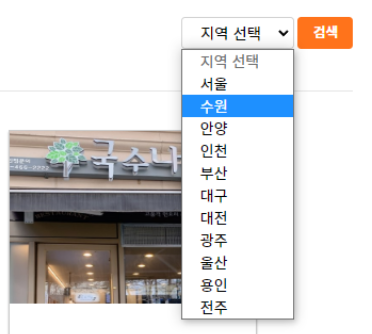 지역 선택
검색
지역 선택
서울
수원
안양
인천
부산
대구
대전
광주
울산
용인
전주
국수나